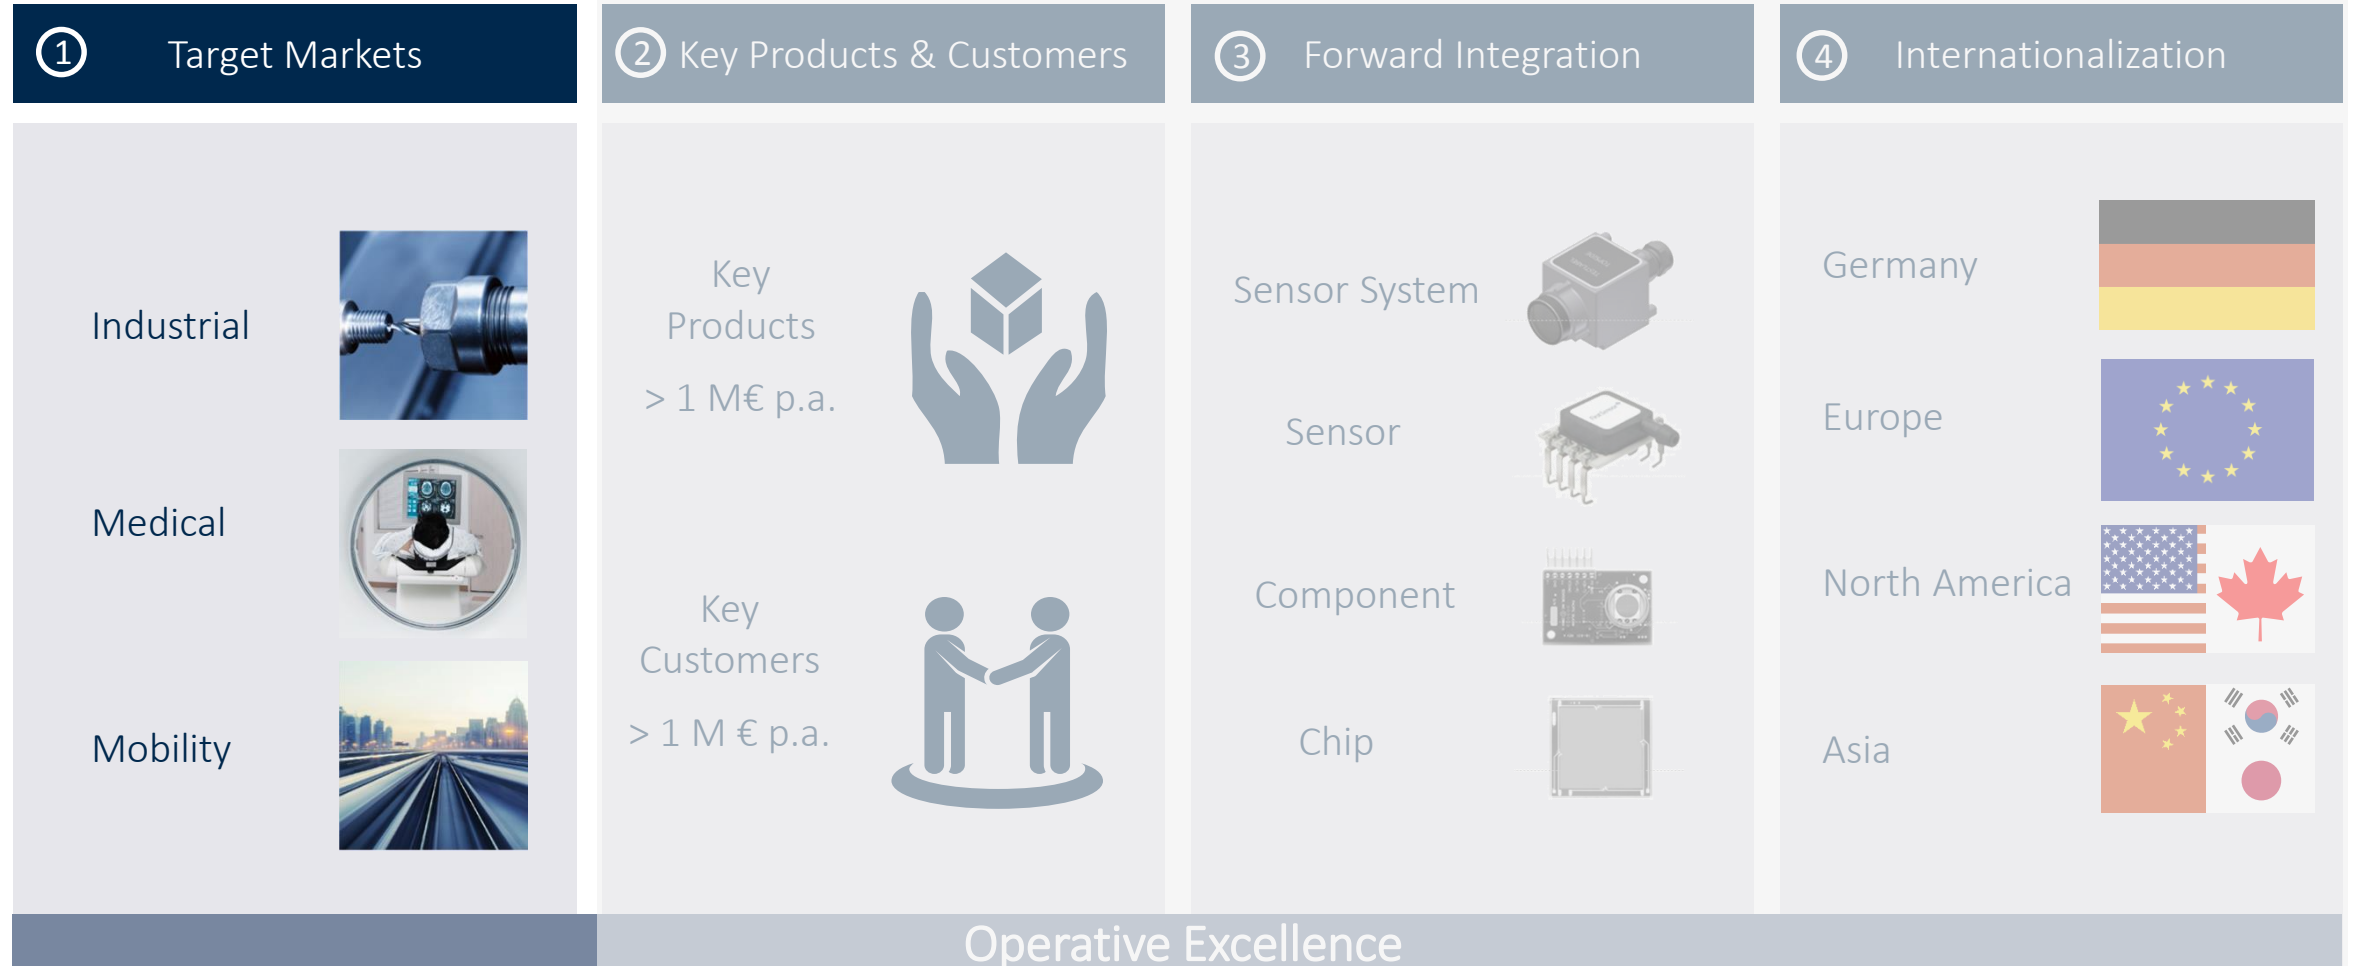 1 Target Markets
Industrial
Medical
Mobility
2 Key Products & Customers
Key
Products
> 1 M€ p.a.
Key
Customers
> 1 M € p.a.
3 Forward Integration
Sensor System
Sensor
Component
Chip
4 Internationalization
Germany
Europe
North America
Asia
Operative Excellence